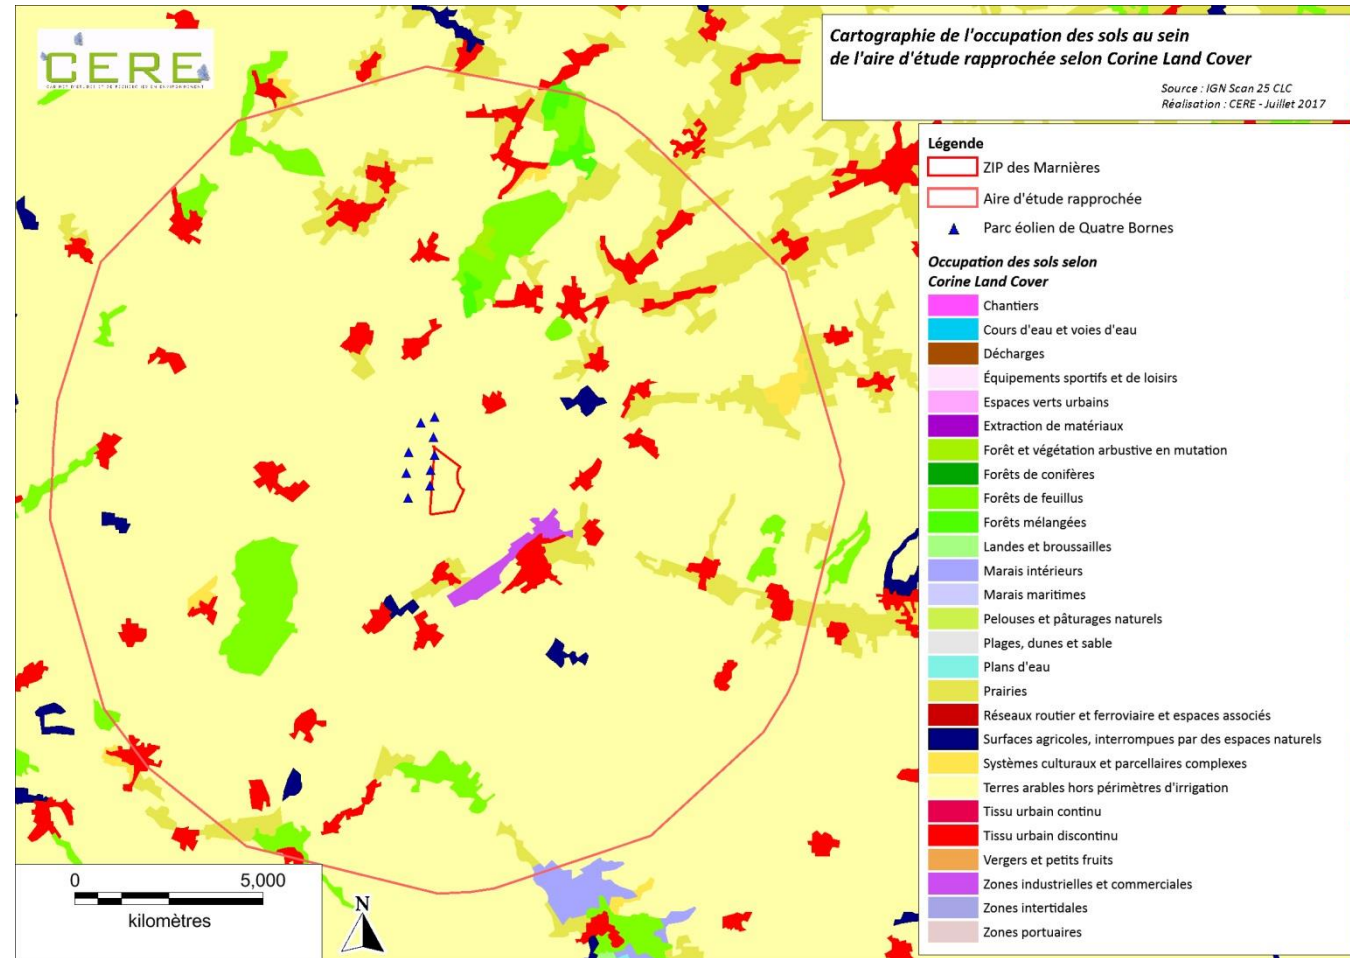 CERE
Cartographie de l'occupation des sols au sein
de l'aire d'étude rapprochée selon Corine Land Cover
Source : IGN Scan 25 CLC
Réalisation : CERE - Juillet 2017
Légende
ZIP des Marnières
Aire d'étude rapprochée
Parc éolien de Quatre Bornes
Occupation des sols selon
Corine Land Cover
Chantiers
Cours d'eau et voies d'eau
Décharges
Équipements sportifs et de loisirs
Espaces verts urbains
Extraction de matériaux
Forêt et végétation arbustive en mutation
Forêts de conifères
Forêts de feuillus
Forêts mélangées
Landes et broussailles
Marais intérieurs
Marais maritimes
Pelouses et pâturages naturels
Plages, dunes et sable
Plans d'eau
Prairies
Réseaux routier et ferroviaire et espaces associés
Surfaces agricoles, interrompues par des espaces naturels
Systèmes culturaux et parcellaires complexes
Terres arables hors périmètres d'irrigation
Tissu urbain continu
Tissu urbain discontinu
Vergers et petits fruits
Zones industrielles et commerciales
Zones intertidales
Zones portuaires
0 5,000
kilomètres
N